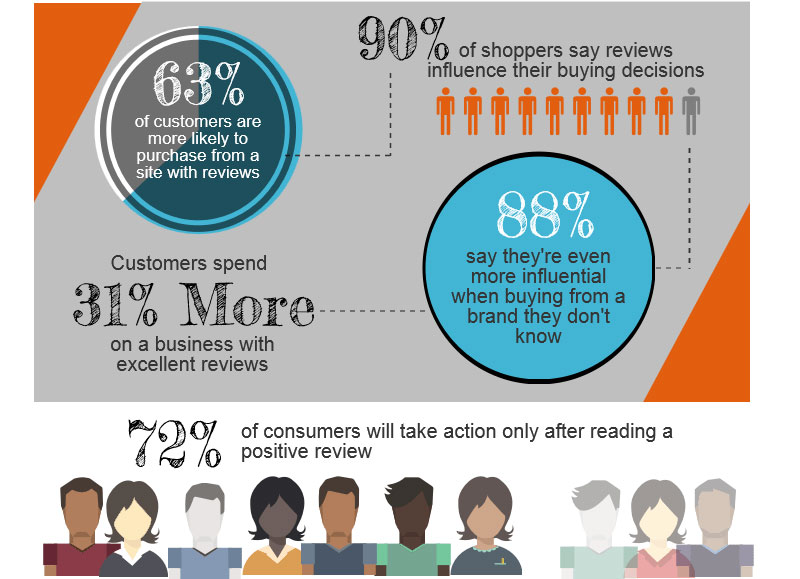 63%
of customers are
more likely to
purchase from a
site with reviews
90% of shoppers say reviews
influence their buying decisions
88%
say they're even
more influential
when buying from a
brand they don't
know
Customers spend
31% More
on a business with
excellent reviews
72% of consumers will take action only after reading a
positive review